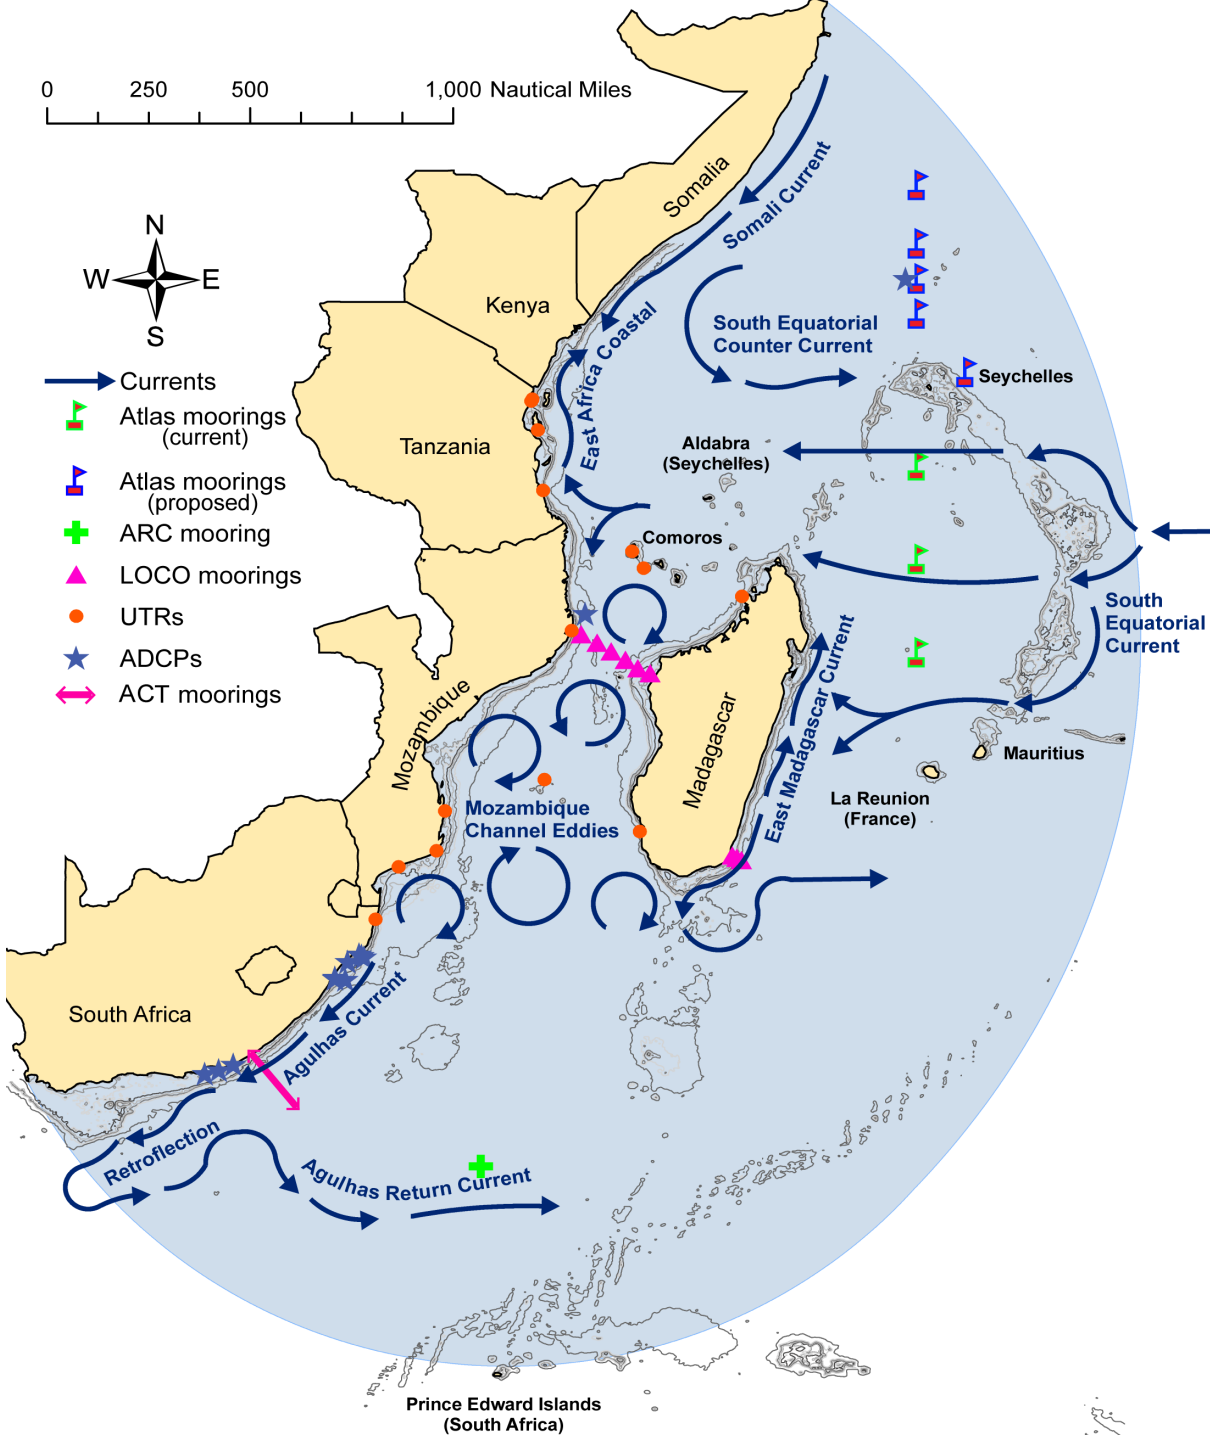 0
250
500
1,000 Nautical Miles
N
W
E
S
Currents
Atlas moorings
(current)
Atlas moorings
(proposed)
ARC mooring
LOCO moorings
UTRs
ADCPs
ACT moorings
Somalia
Somali Current
Kenya
East Africa Coastal
South Equatorial
Counter Current
Seychelles
Tanzania
Aldabra
(Seychelles)
Comoros
South
Equatorial
Current
Mozambique
Madagascar
East Madagascar Current
Mauritius
La Reunion
(France)
Mozambique
Channel Eddies
South Africa
Agulhas Current
Retroflection
Agulhas Return Current
Prince Edward Islands
(South Africa)